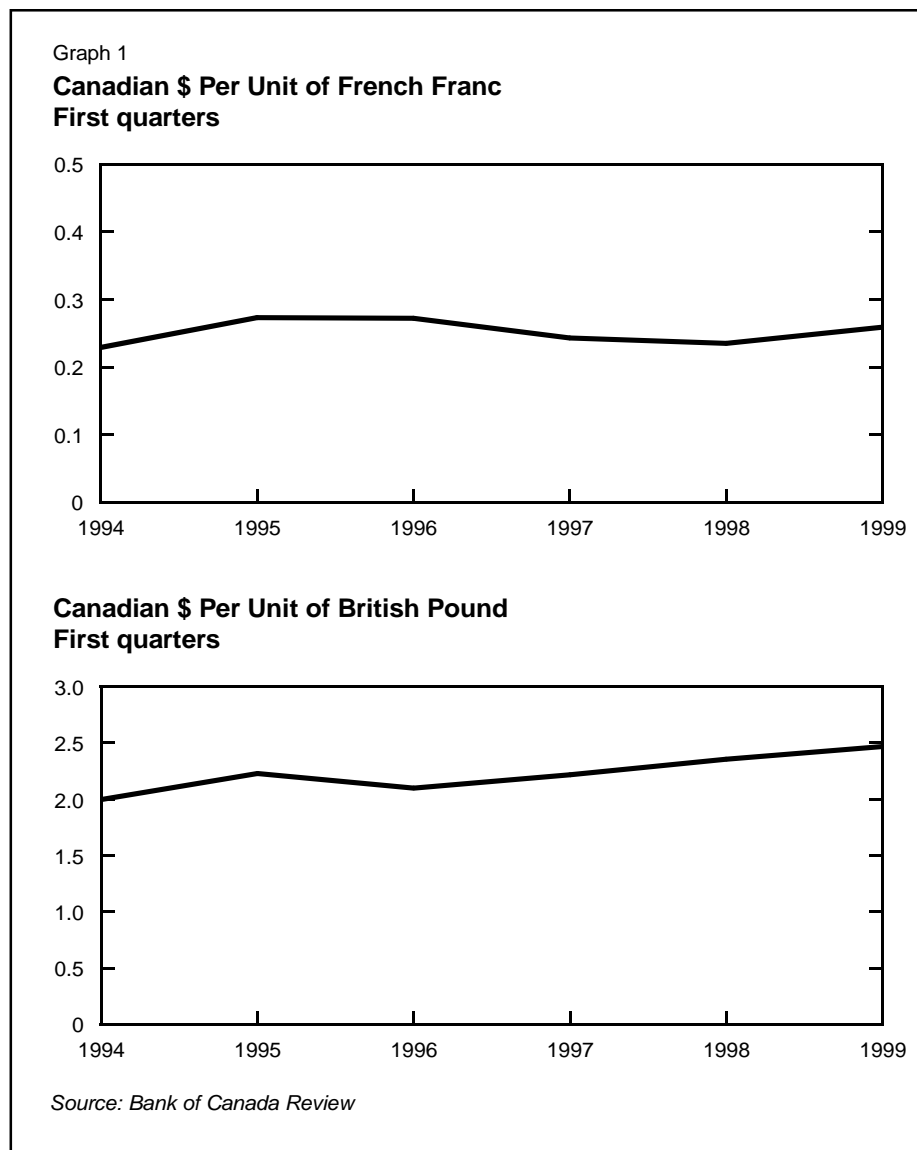 Graph 1
Canadian $ Per Unit of French Franc
First quarters
0.5
0.4
0.3
0.2
0.1
0
1994 1995 1996 1997 1998 1999
Canadian $ Per Unit of British Pound
First quarters
3.0
2.5
2.0
1.5
1.0
0.5
0
1994 1995 1996 1997 1998 1999
Source: Bank of Canada Review